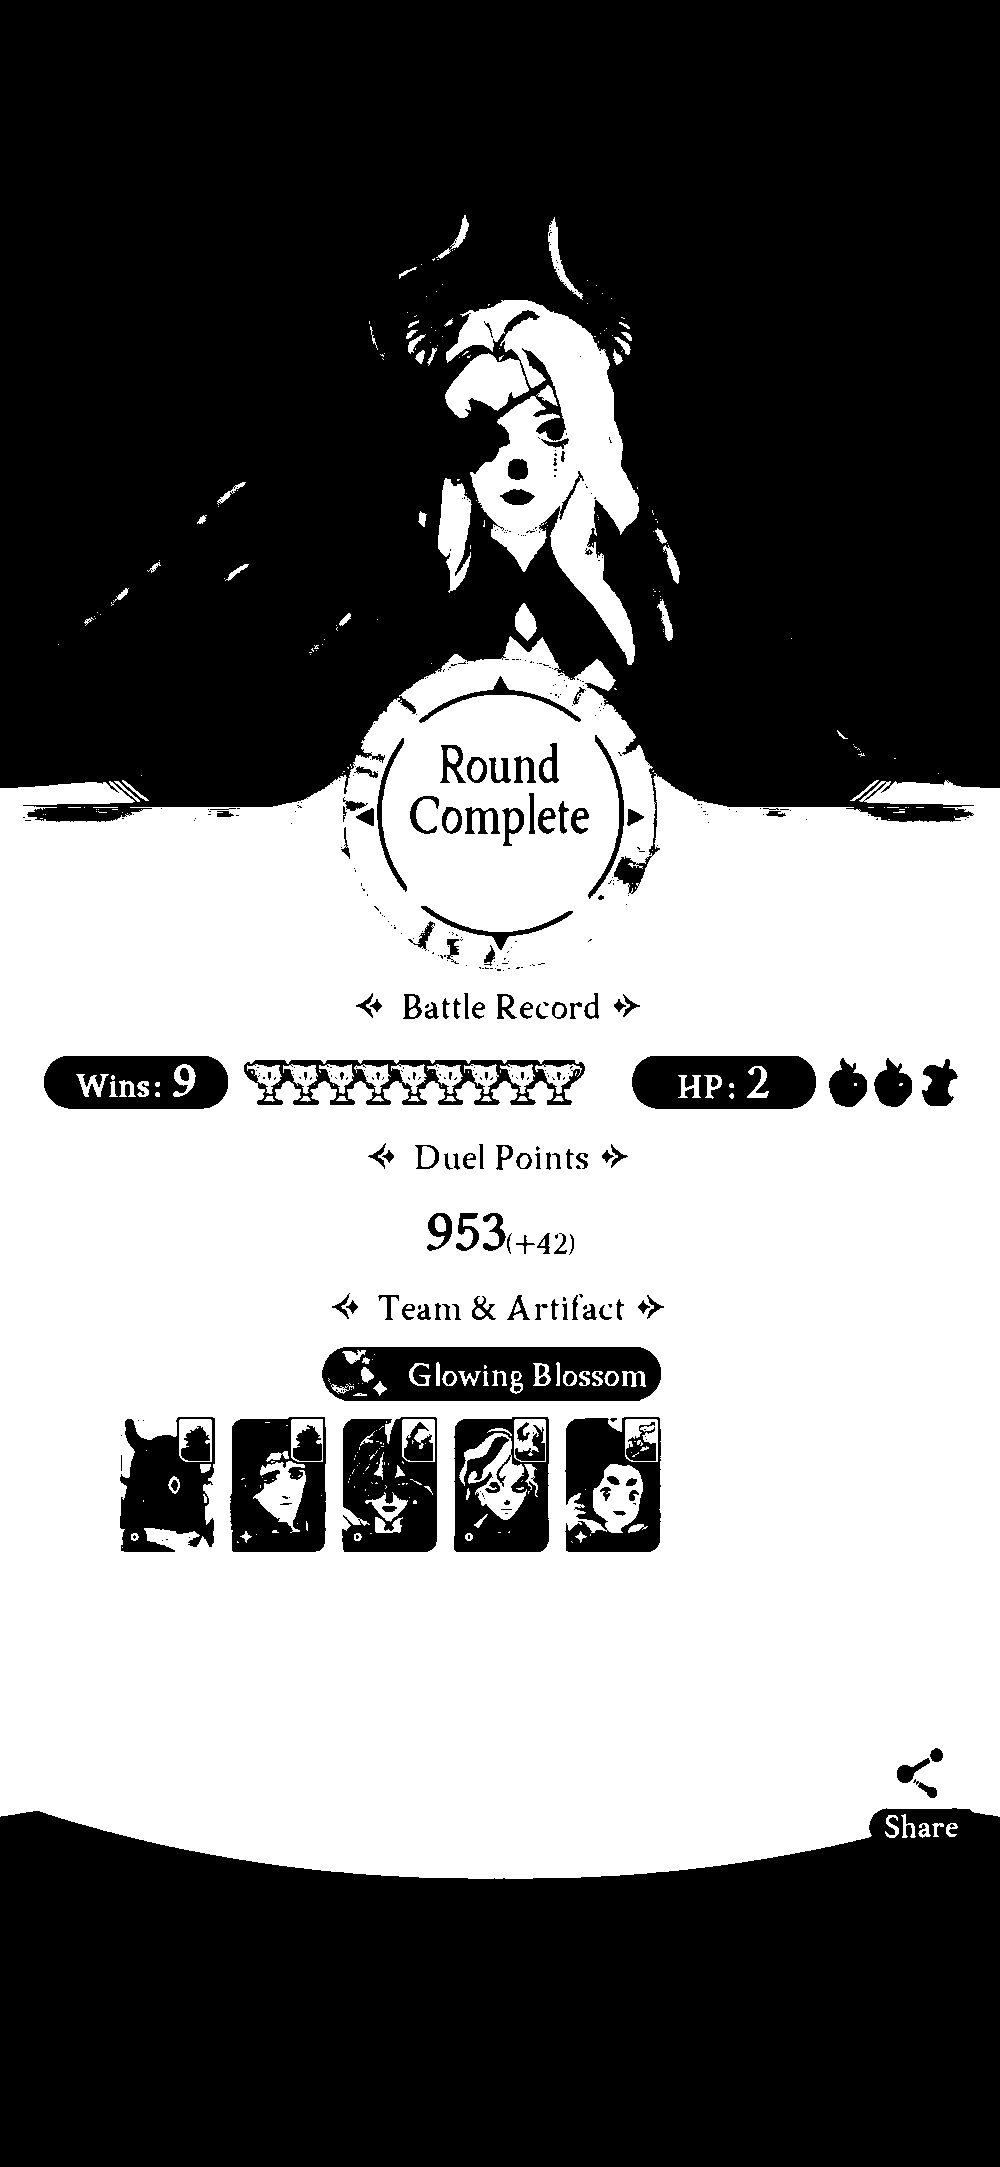 Round
Complete
Battle Record
Wins: 9
HP: 2
Duel Points
953(+42)
Team & Artifact
Glowing Blossom
Share